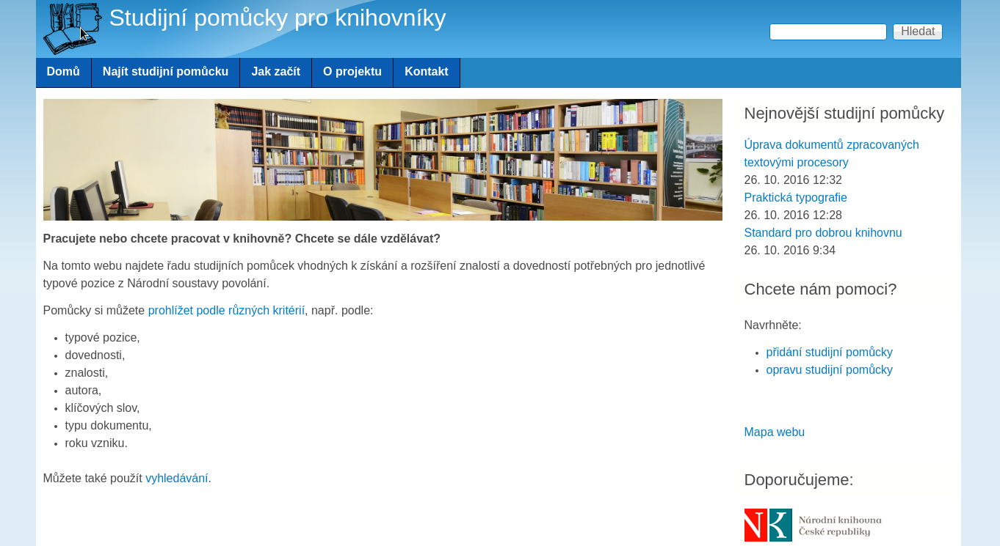 Studijní pomůcky pro knihovníky
Hledat
Domů
Najít studijní pomůcku
Jak začít
O projektu
Kontakt
Pracujete nebo chcete pracovat v knihovně? Chcete se dále vzdělávat?
Na tomto webu najdete řadu studijních pomůcek vhodných k získání a rozšíření znalostí a dovedností potřebných pro jednotlivé
typové pozice z Národní soustavy povolání.
Pomůcky si můžete prohlížet podle různých kritérií, např. podle:
typové pozice,
dovednosti,
znalosti,
autora,
klíčových slov,
typu dokumentu,
roku vzniku.
Můžete také použít vyhledávání.
Nejnovější studijní pomůcky
Úprava dokumentů zpracovaných
textovými procesory
26. 10. 2016 12:32
Praktická typografie
26. 10. 2016 12:28
Standard pro dobrou knihovnu
26. 10. 2016 9:34
Chcete nám pomoci?
Navrhněte:
přidání studijní pomůcky
opravu studijní pomůcky
Mapa webu
Doporučujeme:
NK
Národní knihovna
České republiky